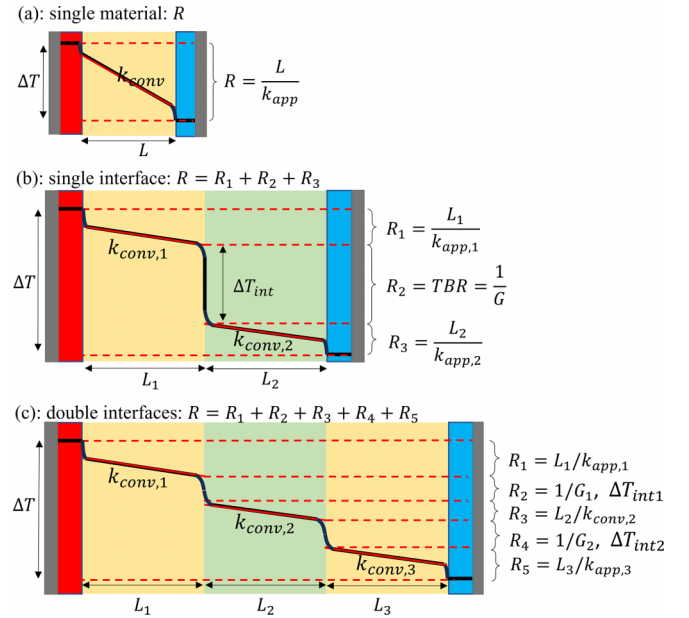 (a): single material: R
ΔT
k_conv
R = L / k_app
L
(b): single interface: R = R_1 + R_2 + R_3
ΔT
k_conv,1
ΔT_int
k_conv,2
R_1 = L_1 / k_app,1
R_2 = TBR = 1 / G
R_3 = L_2 / k_app,2
L_1
L_2
(c): double interfaces: R = R_1 + R_2 + R_3 + R_4 + R_5
ΔT
k_conv,1
k_conv,2
k_conv,3
R_1 = L_1/k_app,1
R_2 = 1/G_1, ΔT_int1
R_3 = L_2/k_conv,2
R_4 = 1/G_2, ΔT_int2
R_5 = L_3/k_app,3
L_1
L_2
L_3